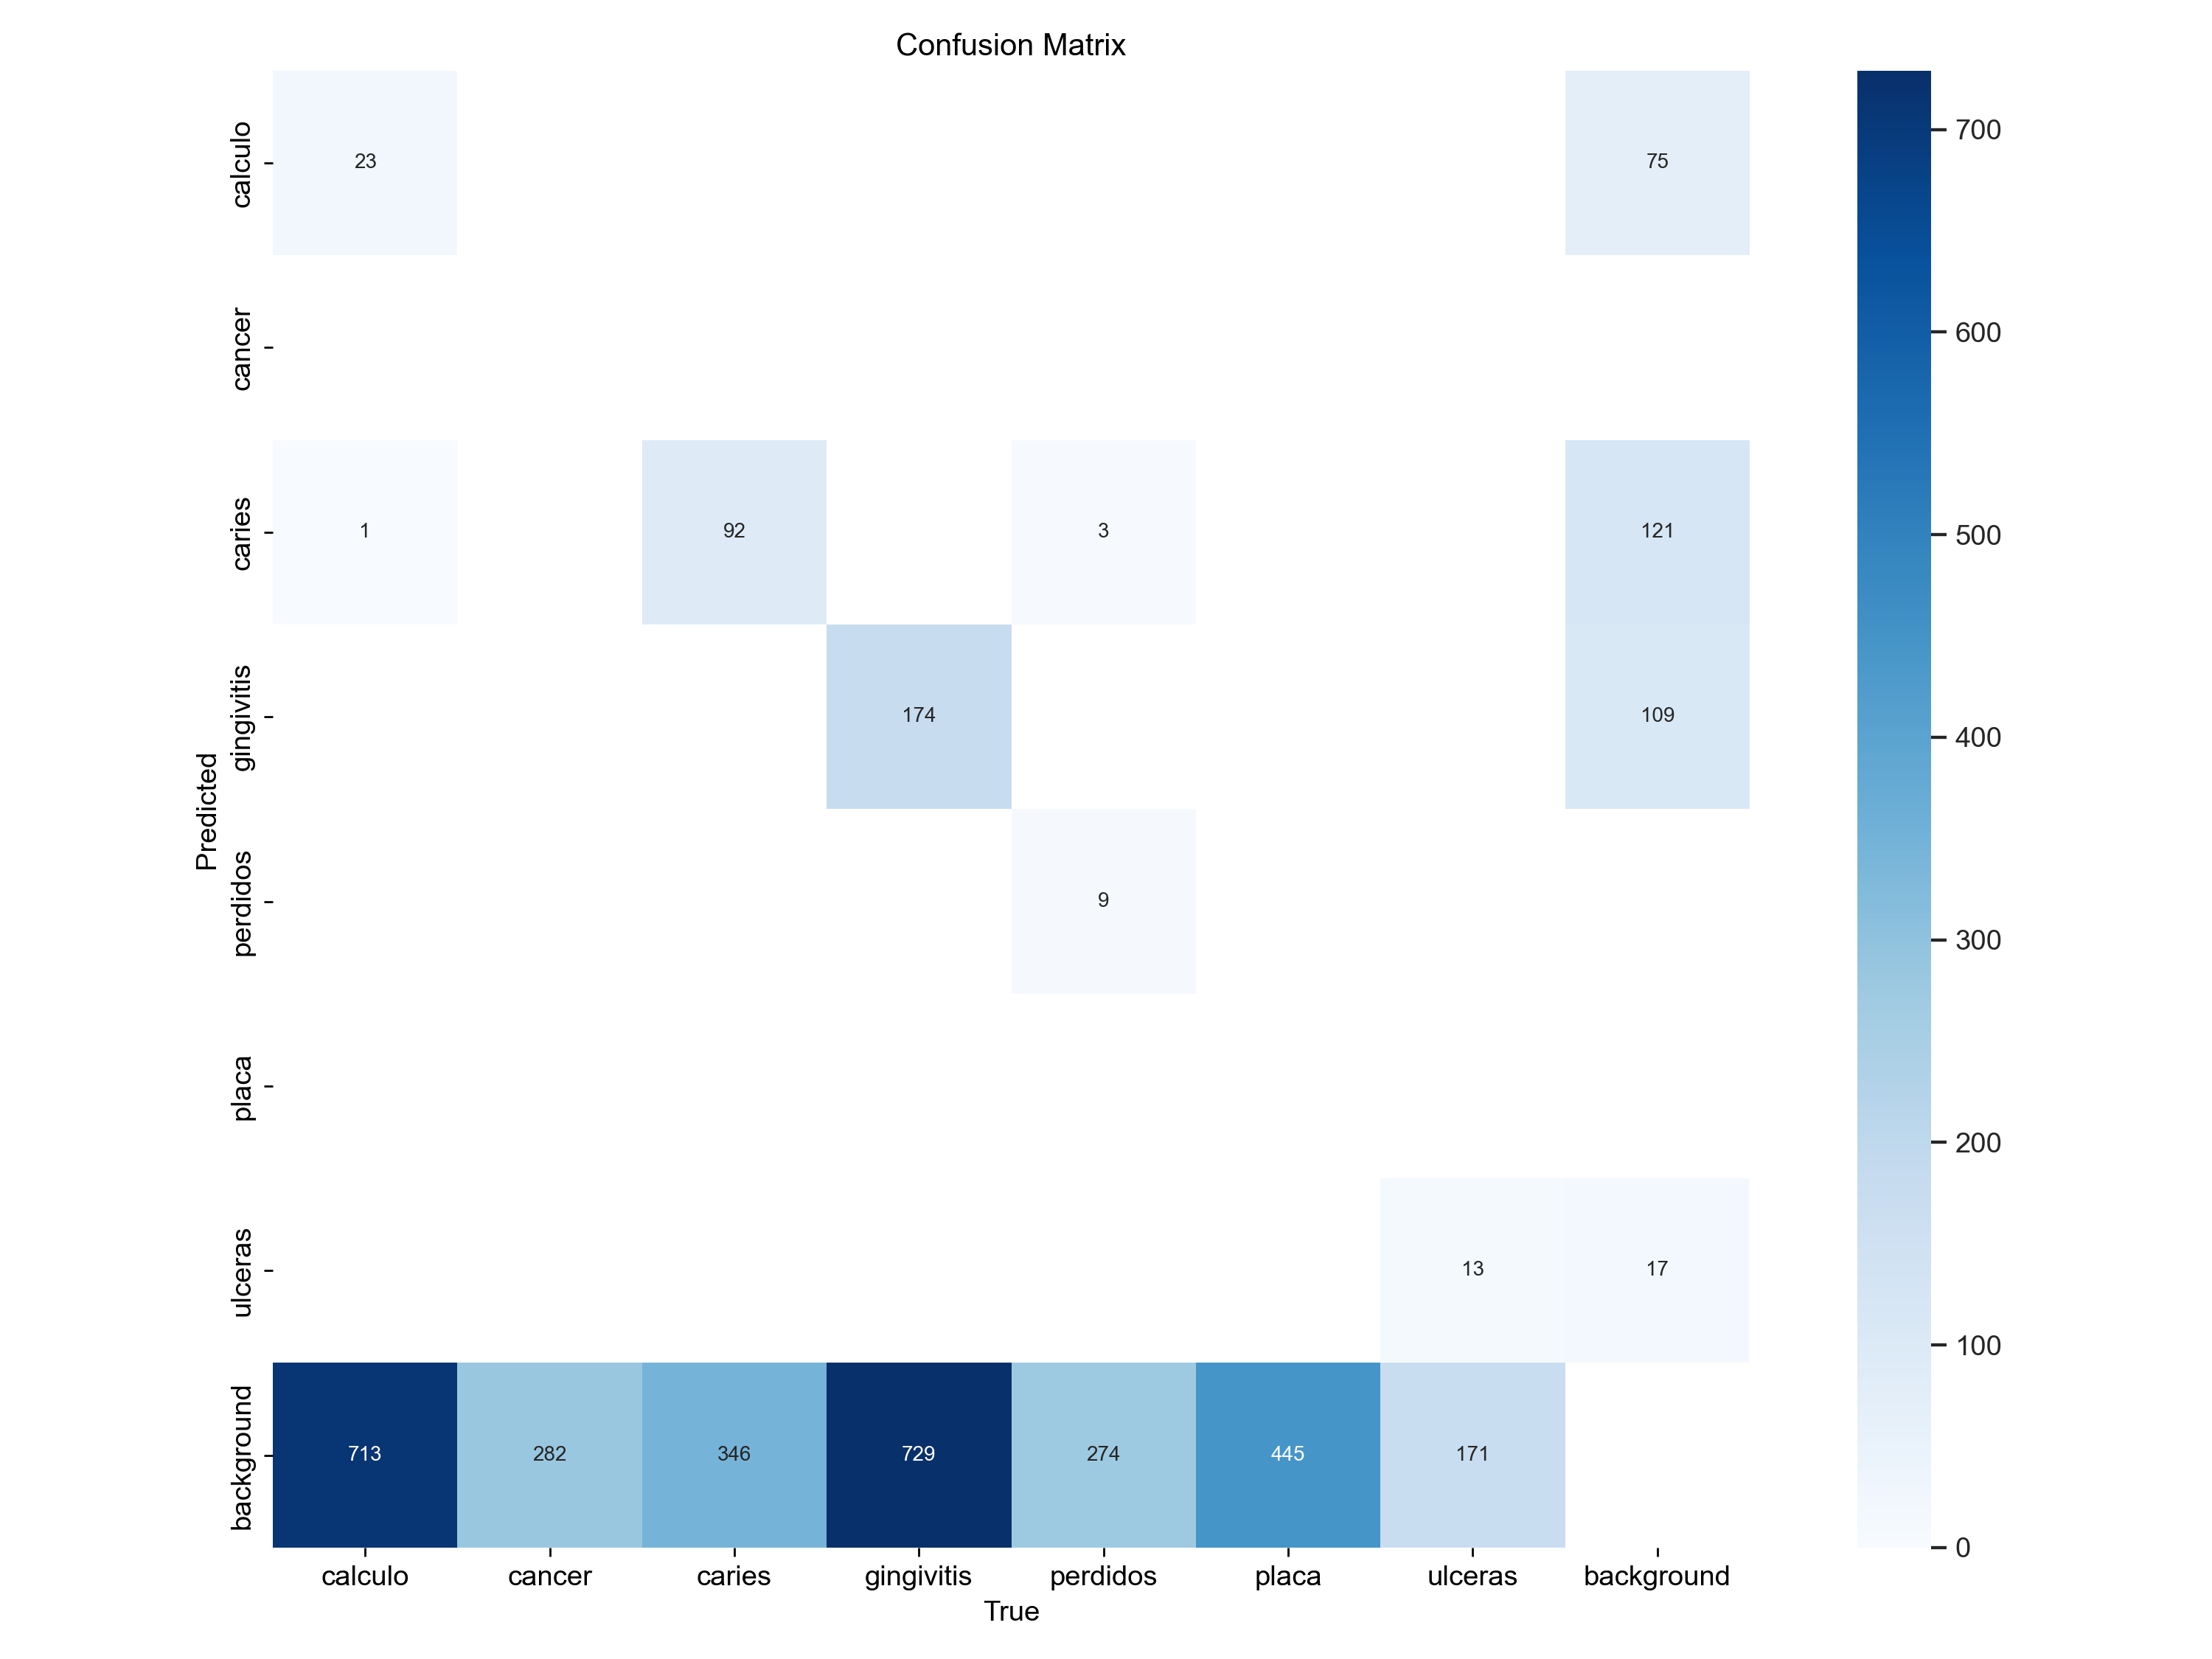 Confusion Matrix
calculo
23
75
700
cancer
600
caries
1
92
3
121
500
gingivitis
174
109
400
Predicted
perdidos
9
300
placa
200
ulceras
13
17
100
background
713
282
346
729
274
445
171
0
calculo cancer caries gingivitis perdidos placa ulceras background
True